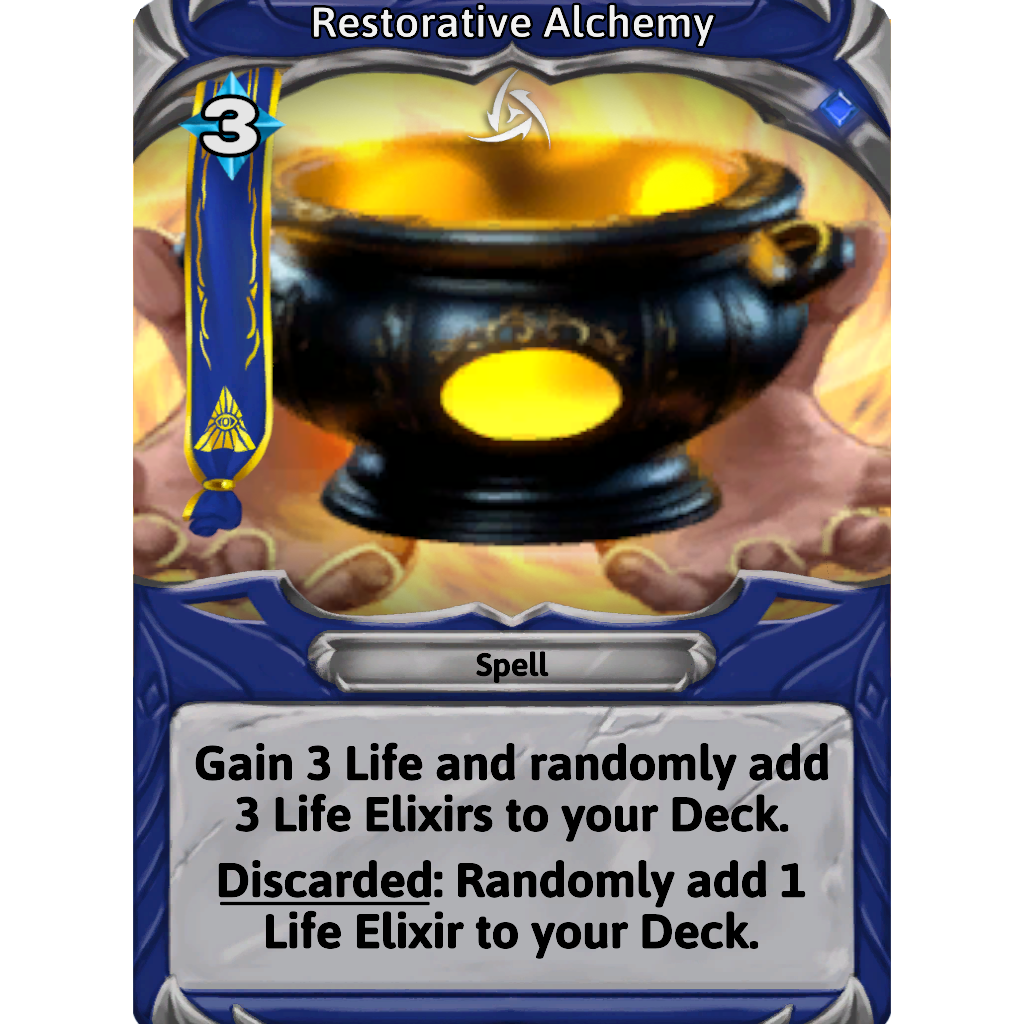 Restorative Alchemy
3
Spell
Gain 3 Life and randomly add
3 Life Elixirs to your Deck.
Discarded: Randomly add 1
Life Elixir to your Deck.